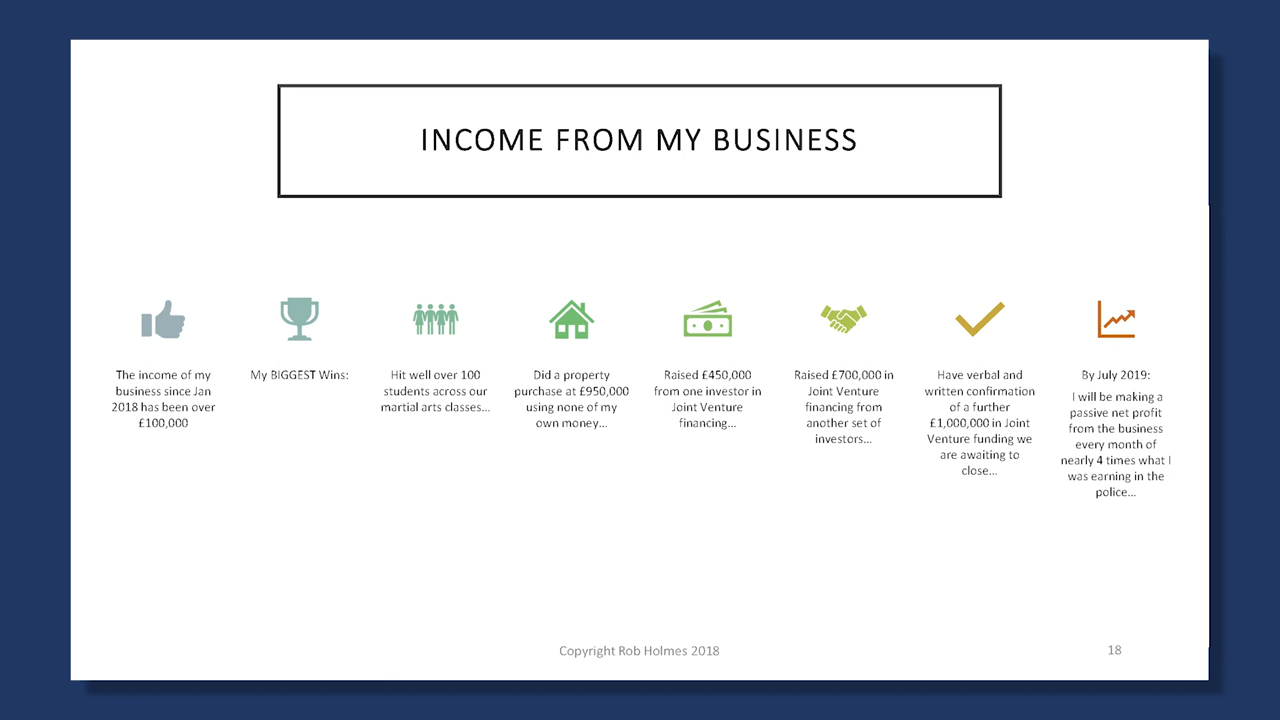 INCOME FROM MY BUSINESS
The income of my
business since Jan
2018 has been over
£100,000
My BIGGEST Wins:
Hit well over 100
students across our
martial arts classes...
Did a property
purchase at £950,000
using none of my
own money...
Raised £450,000
from one investor in
Joint Venture
financing...
Raised £700,000 in
Joint Venture
financing from
another set of
investors...
Have verbal and
written confirmation
of a further
£1,000,000 in Joint
Venture funding we
are awaiting to
close...
By July 2019:
I will be making a
passive net profit
from the business
every month of
nearly 4 times what I
was earning in the
police...
Copyright Rob Holmes 2018
18